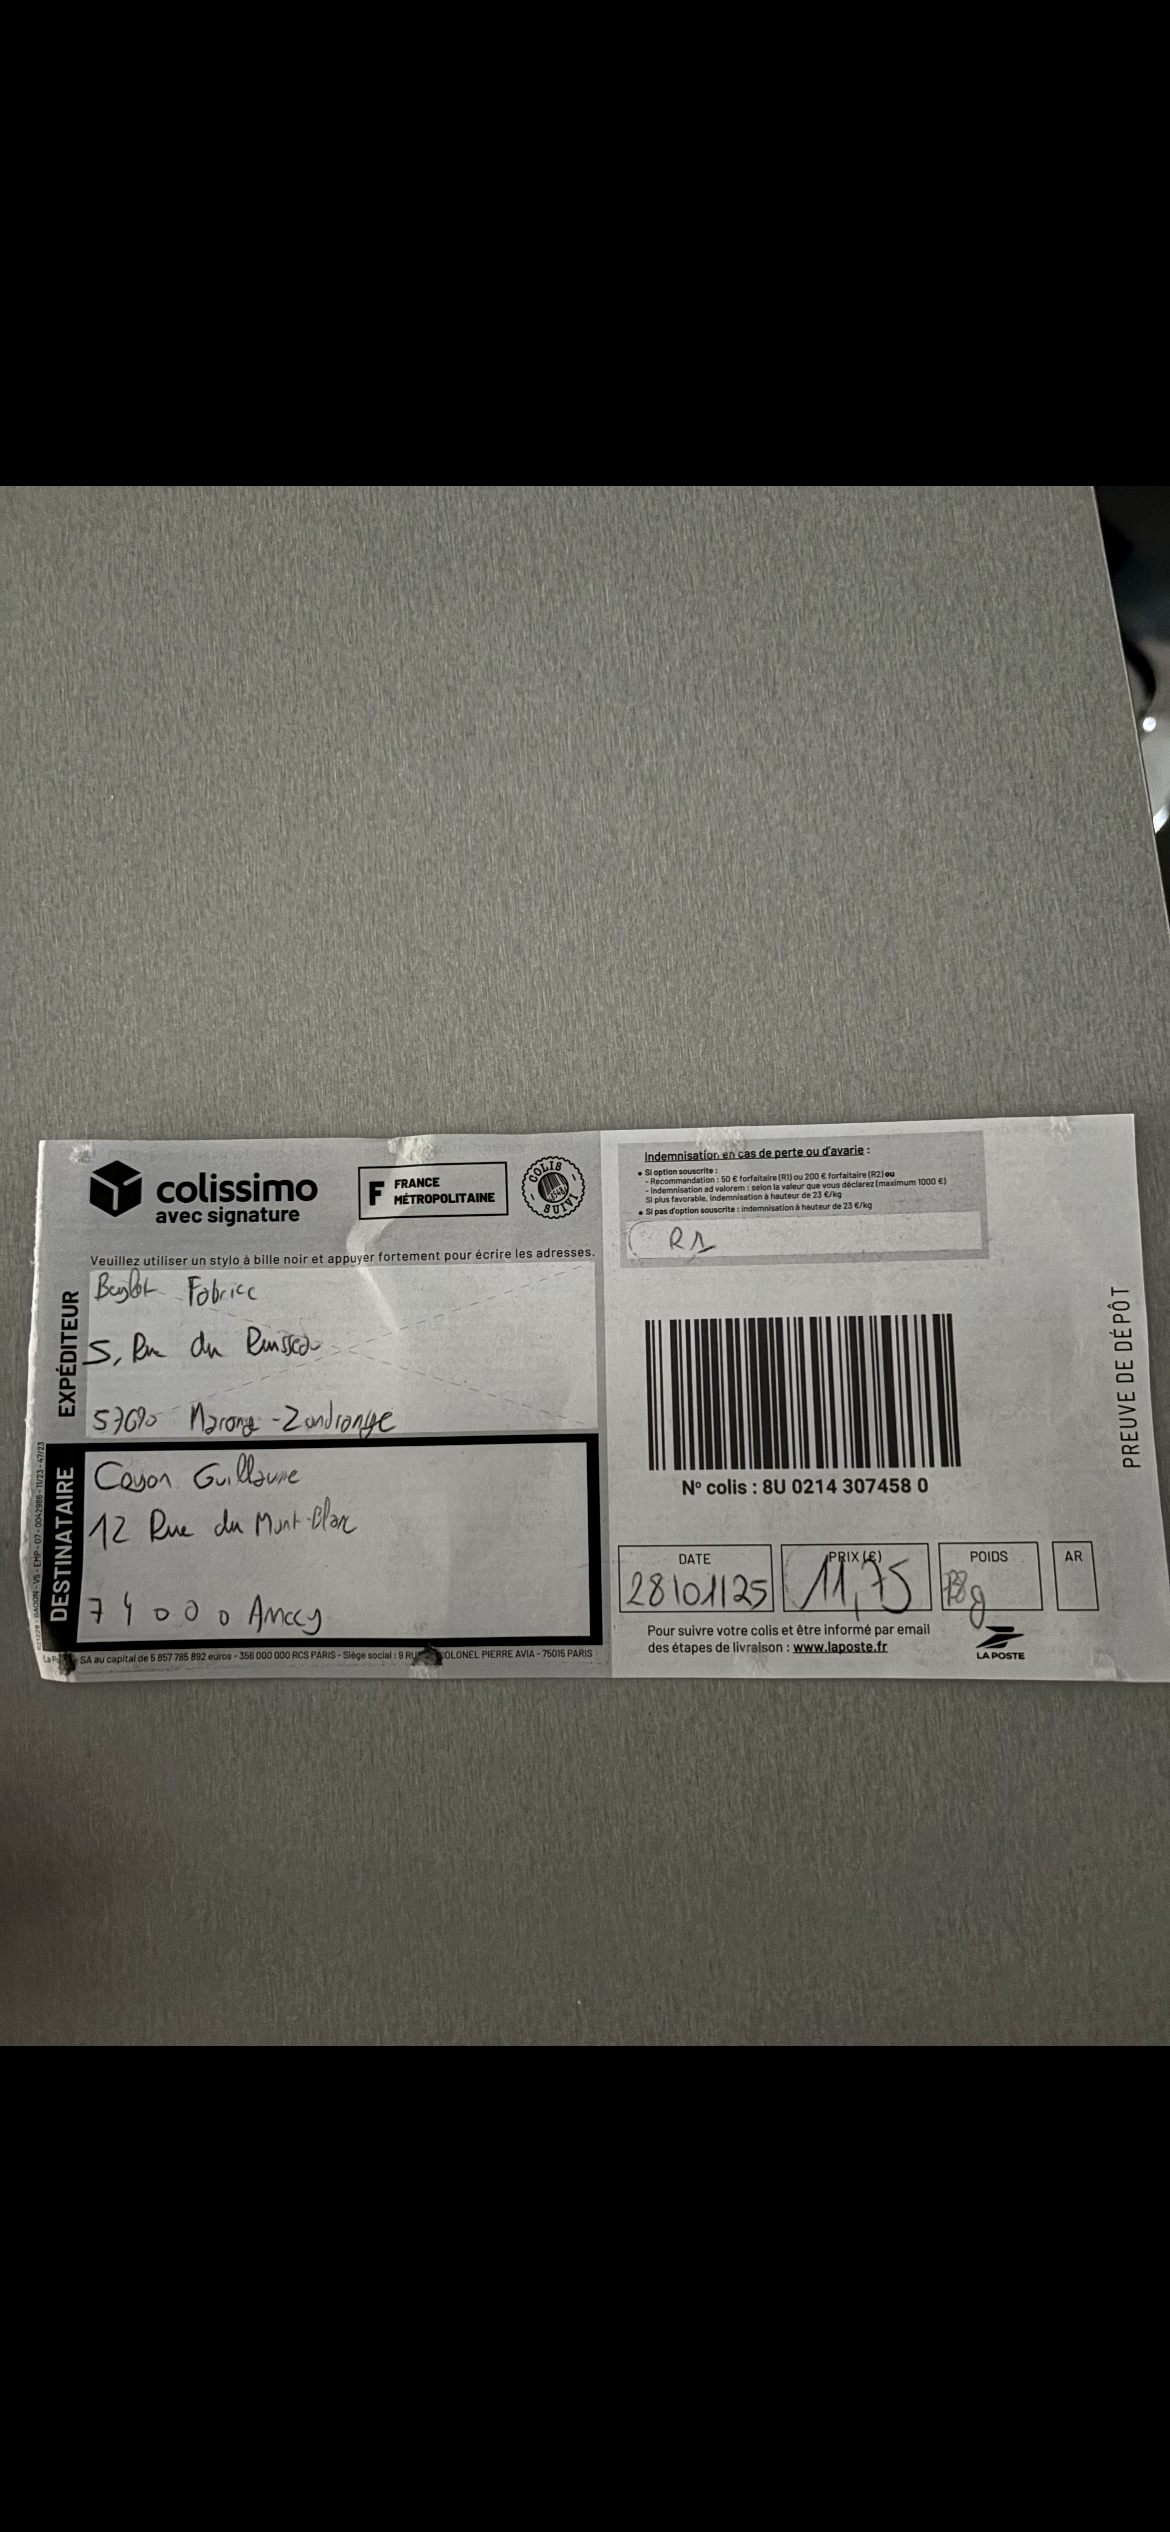 colissimo
avec signature
F FRANCE
MÉTROPOLITAINE
COLIS
SUIVI
Veuillez utiliser un stylo à bille noir et appuyer fortement pour écrire les adresses.
EXPÉDITEUR
Fabrice
5, Rue du
57690 Marange-Zondrange
DESTINATAIRE
Guillaume
12 Rue du Mont-Blanc
74000 Annecy
SA au capital de 5 857 785 892 euros - 356 000 000 RCS PARIS - Siège social : 9 COLONEL PIERRE AVIA - 75015 PARIS
Indemnisation en cas de perte ou d'avarie :
• Si option souscrite :
- Recommandation : 50 € forfaitaire (R1) ou 200 € forfaitaire (R2) ou
- Indemnisation ad valorem : selon la valeur que vous déclarez (maximum 1000 €)
Si plus favorable, indemnisation à hauteur de 23 €/kg
• Si pas d'option souscrite : indemnisation à hauteur de 23 €/kg
R1
N° colis : 8U 0214 307458 0
DATE
28/01/25
PRIX (€)
11,75
POIDS
AR
Pour suivre votre colis et être informé par email
des étapes de livraison : www.laposte.fr
LA POSTE
PREUVE DE DÉPÔT